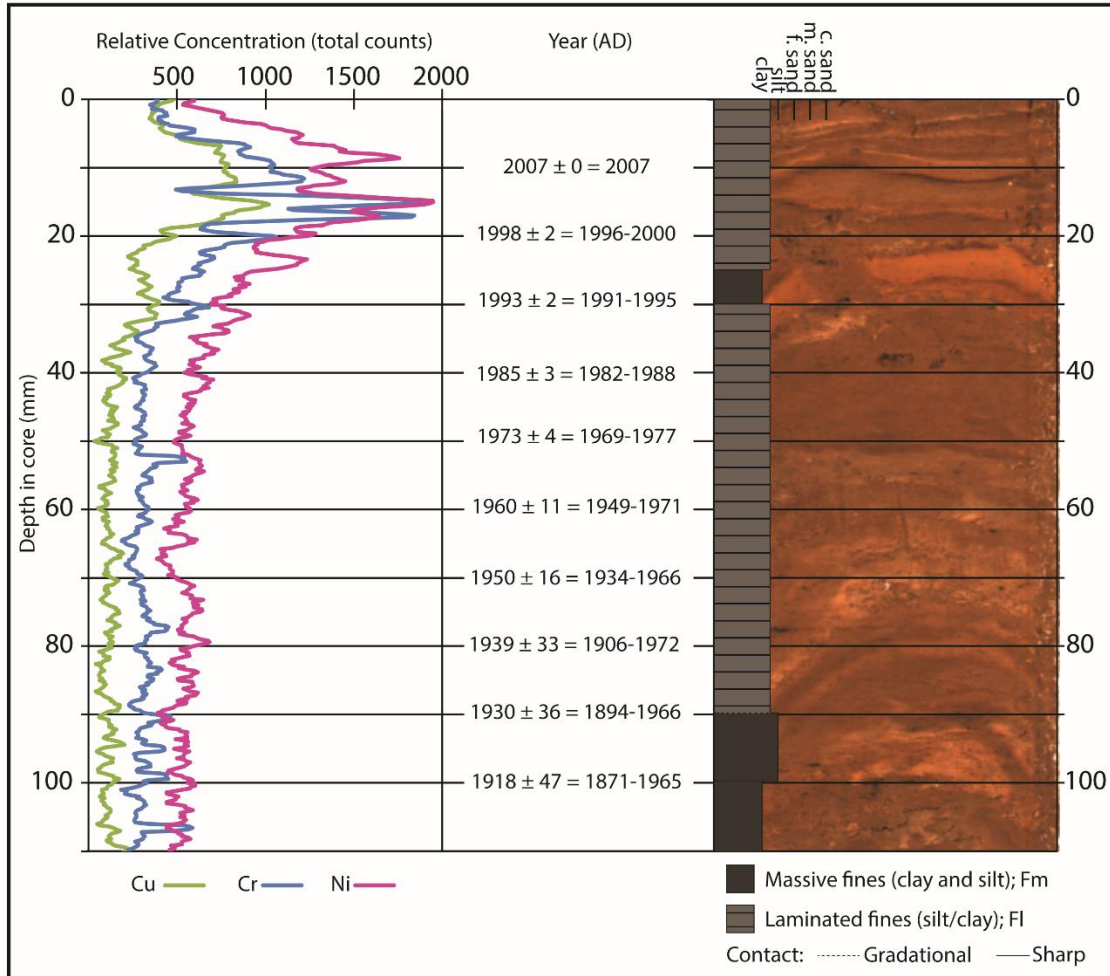 Relative Concentration (total counts)
Year (AD)
500 1000 1500 2000
clay
silt
f. sand
m. sand
c. sand
Depth in core (mm)
0
20
40
60
80
100
2007 ± 0 = 2007
1998 ± 2 = 1996-2000
1993 ± 2 = 1991-1995
1985 ± 3 = 1982-1988
1973 ± 4 = 1969-1977
1960 ± 11 = 1949-1971
1950 ± 16 = 1934-1966
1939 ± 33 = 1906-1972
1930 ± 36 = 1894-1966
1918 ± 47 = 1871-1965
0
20
40
60
80
100
Cu
Cr
Ni
Massive fines (clay and silt); Fm
Laminated fines (silt/clay); Fl
Contact: Gradational Sharp